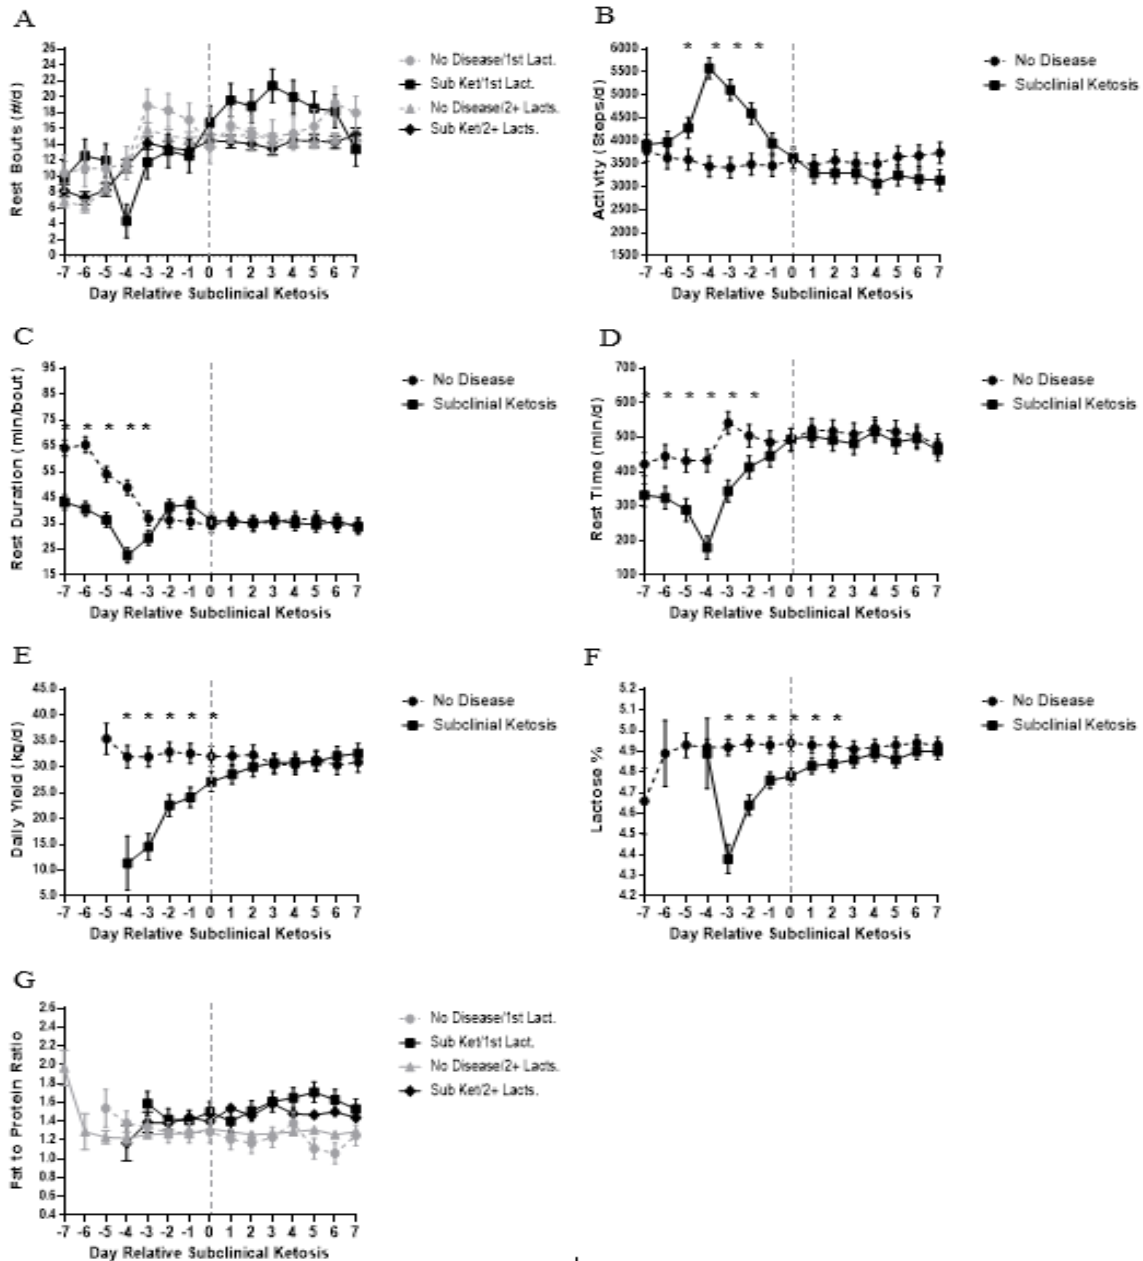 A
Rest Bouts (#/d)
26
24
22
20
18
16
14
12
10
8
6
4
2
0
-7 -6 -5 -4 -3 -2 -1 0 1 2 3 4 5 6 7
Day Relative Subclinical Ketosis
No Disease/1st Lact.
Sub Ket/1st Lact.
No Disease/2+ Lacts.
Sub Ket/2+ Lacts.
B
Activity (Steps/d)
* * * *
6000
5500
5000
4500
4000
3500
3000
2500
2000
1500
-7 -6 -5 -4 -3 -2 -1 0 1 2 3 4 5 6 7
Day Relative Subclinical Ketosis
No Disease
Subclinical Ketosis
C
Rest Duration (min/bout)
95
85
75
65
55
45
35
25
15
* * * * *
-7 -6 -5 -4 -3 -2 -1 0 1 2 3 4 5 6 7
Day Relative Subclinical Ketosis
No Disease
Subclinial Ketosis
D
Rest Time (min/d)
700
600
500
400
300
200
100
* * * * * *
-7 -6 -5 -4 -3 -2 -1 0 1 2 3 4 5 6 7
Day Relative Subclinical Ketosis
No Disease
Subclinical Ketosis
E
Daily Yield (kg/d)
45.0
40.0
35.0
30.0
25.0
20.0
15.0
10.0
5.0
* * * * *
-7 -6 -5 -4 -3 -2 -1 0 1 2 3 4 5 6 7
Day Relative Subclinical Ketosis
No Disease
Subclinial Ketosis
F
Lactose %
5.2
5.1
5.0
4.9
4.8
4.7
4.6
4.5
4.4
4.3
4.2
* * * * * *
-7 -6 -5 -4 -3 -2 -1 0 1 2 3 4 5 6 7
Day Relative Subclinical Ketosis
No Disease
Subclinial Ketosis
G
Fat to Protein Ratio
2.6
2.4
2.2
2.0
1.8
1.6
1.4
1.2
1.0
0.8
0.6
0.4
-7 -6 -5 -4 -3 -2 -1 0 1 2 3 4 5 6 7
Day Relative Subclinical Ketosis
No Disease/1st Lact.
Sub Ket/1st Lact.
No Disease/2+ Lacts.
Sub Ket/2+ Lacts.